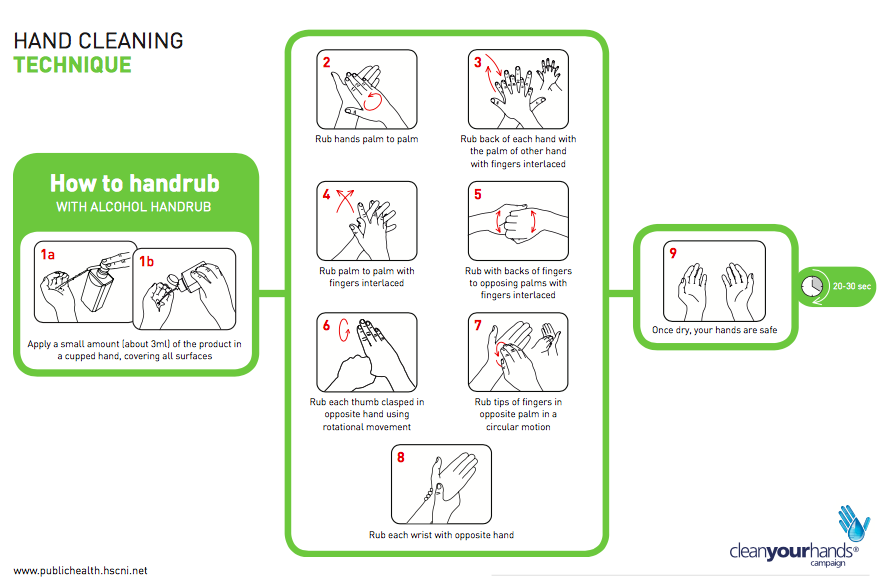 HAND CLEANING
TECHNIQUE
How to handrub
WITH ALCOHOL HANDRUB
1a
1b
Apply a small amount (about 3ml) of the product in
a cupped hand, covering all surfaces
2
Rub hands palm to palm
3
Rub back of each hand with
the palm of other hand
with fingers interlaced
4
Rub palm to palm with
fingers interlaced
5
Rub with backs of fingers
to opposing palms with
fingers interlaced
6
Rub each thumb clasped in
opposite hand using
rotational movement
7
Rub tips of fingers in
opposite palm in a
circular motion
8
Rub each wrist with opposite hand
9
Once dry, your hands are safe
20-30 sec
www.publichealth.hscni.net
cleanyourhands®
campaign